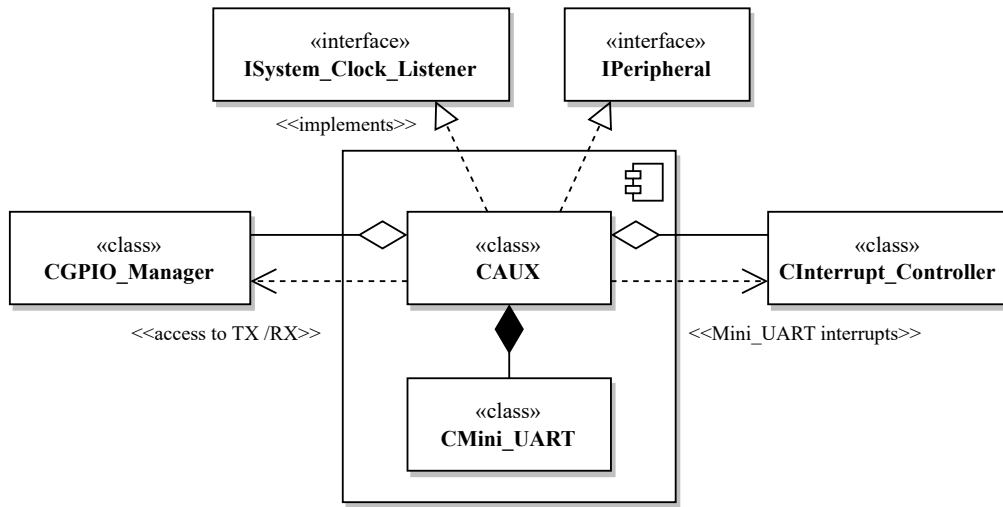 «interface»
ISystem_Clock_Listener
«interface»
IPeripheral
<<implements>>
«class»
CGPIO_Manager
«class»
CAUX
«class»
CInterrupt_Controller
<<access to TX /RX>>
<<Mini_UART interrupts>>
«class»
CMini_UART